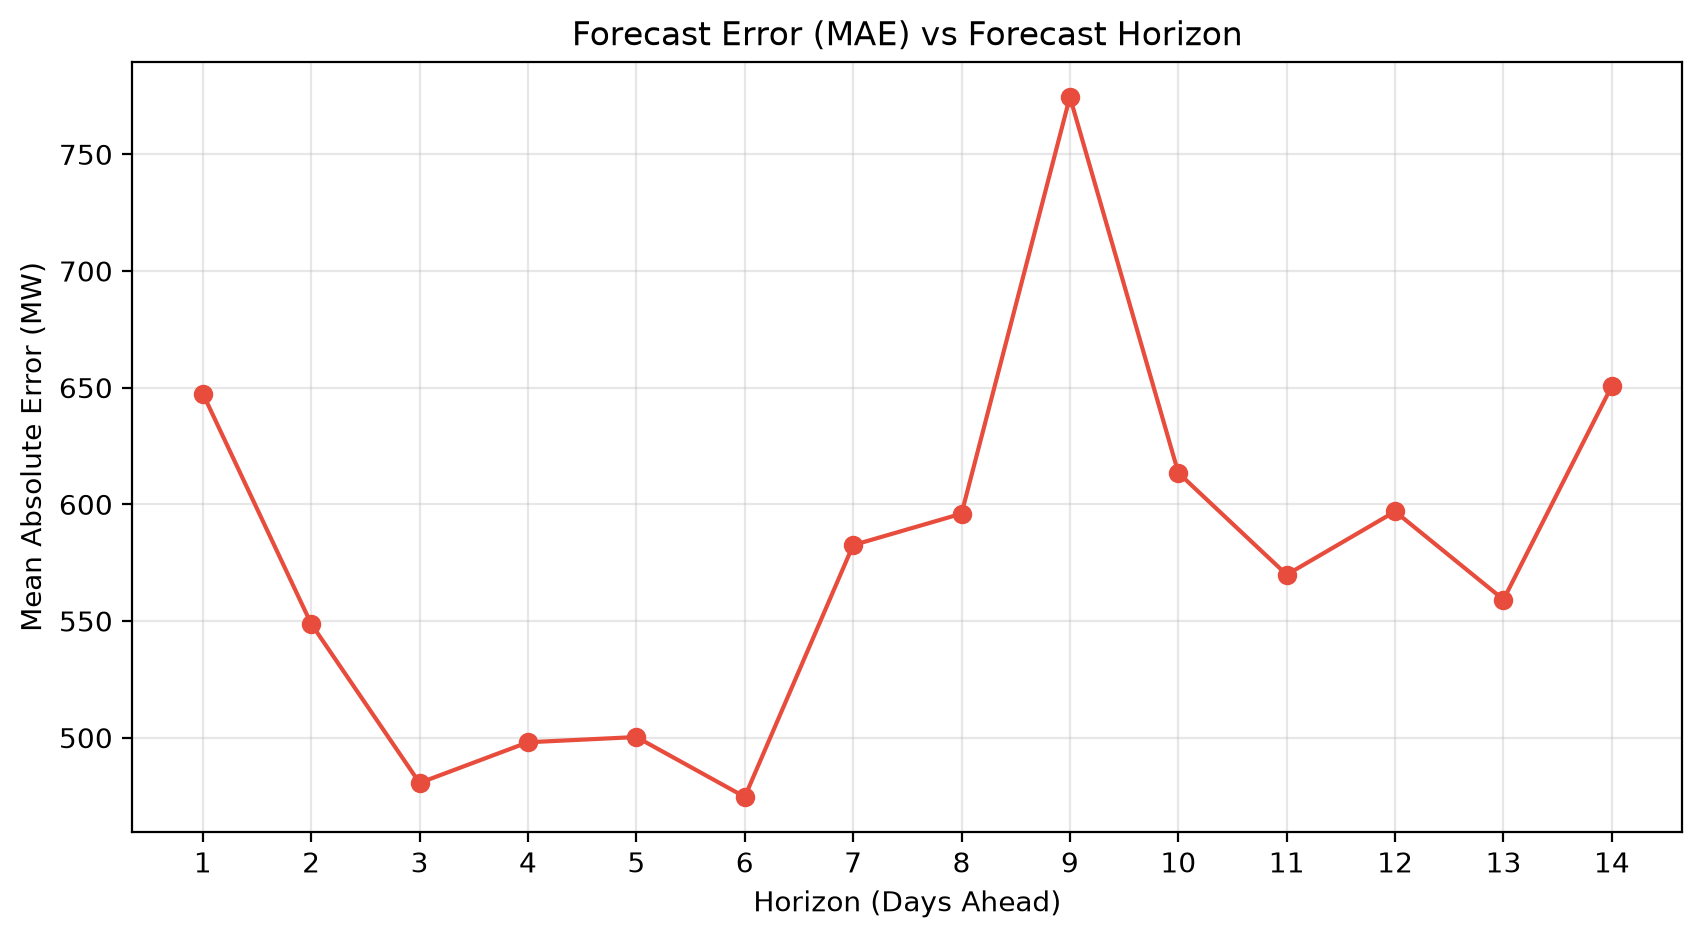 Forecast Error (MAE) vs Forecast Horizon
Mean Absolute Error (MW)
750
700
650
600
550
500
1 2 3 4 5 6 7 8 9 10 11 12 13 14
Horizon (Days Ahead)